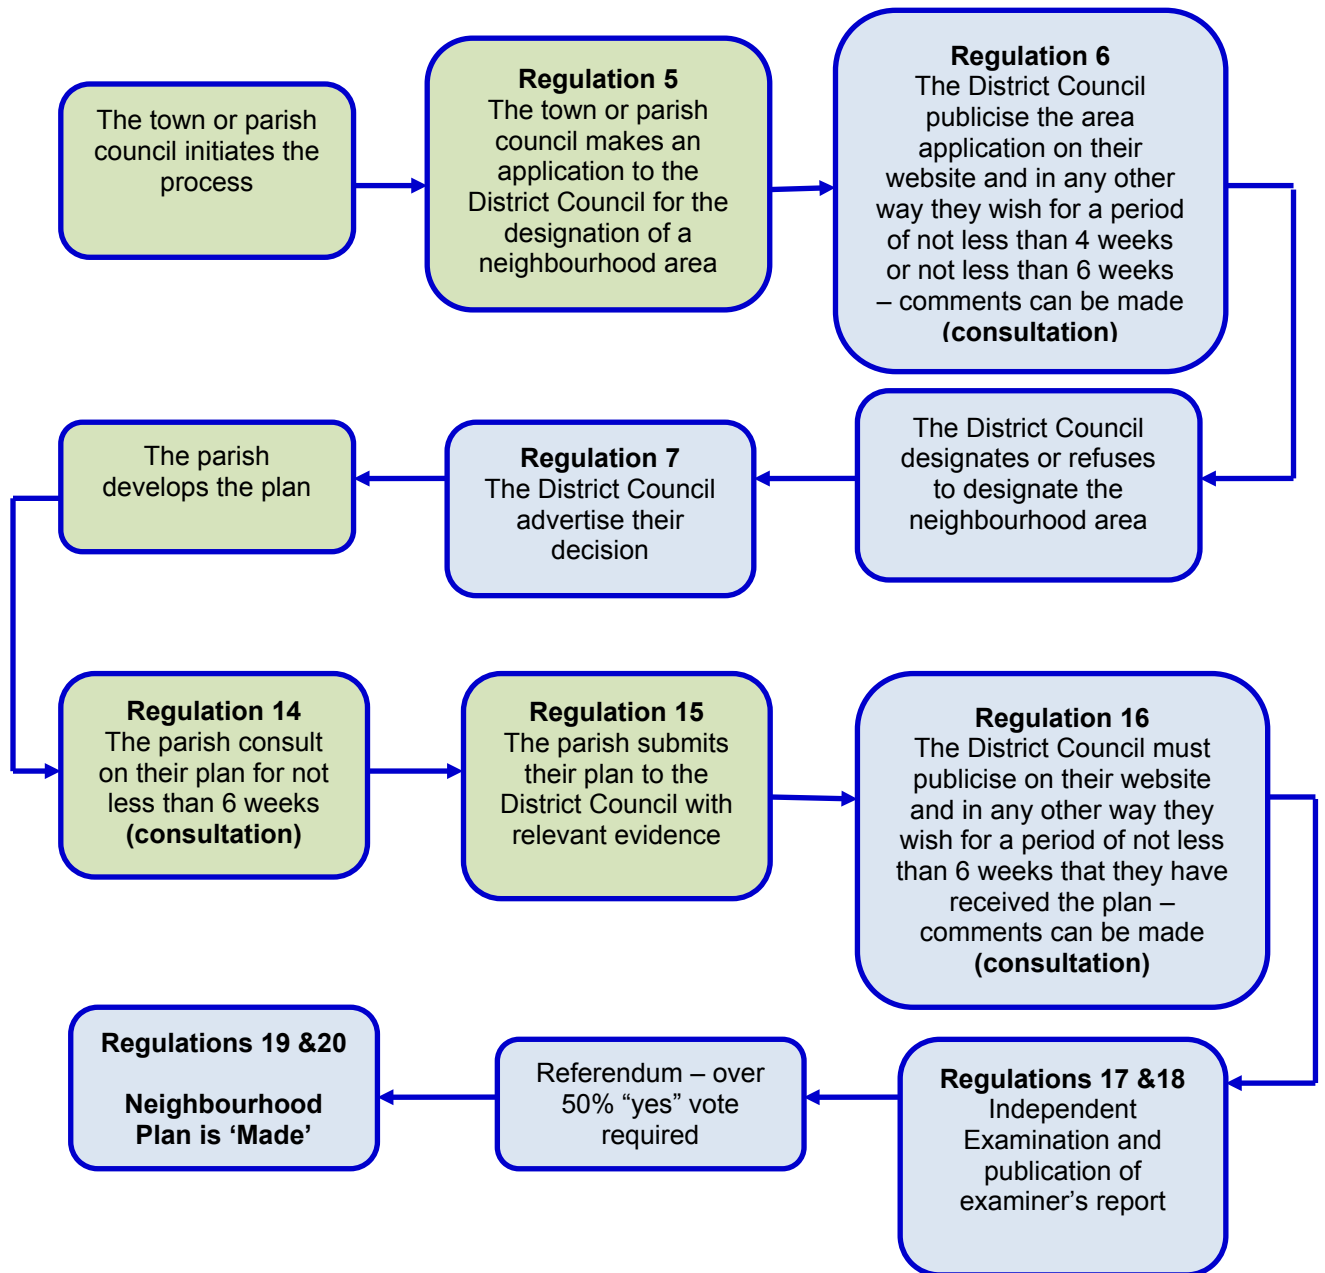 The town or parish
council initiates the
process
Regulation 5
The town or parish
council makes an
application to the
District Council for the
designation of a
neighbourhood area
Regulation 6
The District Council
publicise the area
application on their
website and in any other
way they wish for a period
of not less than 4 weeks
or not less than 6 weeks
– comments can be made
(consultation)
The District Council
designates or refuses
to designate the
neighbourhood area
Regulation 7
The District Council
advertise their
decision
The parish
develops the plan
Regulation 14
The parish consult
on their plan for not
less than 6 weeks
(consultation)
Regulation 15
The parish submits
their plan to the
District Council with
relevant evidence
Regulation 16
The District Council must
publicise on their website
and in any other way they
wish for a period of not less
than 6 weeks that they have
received the plan –
comments can be made
(consultation)
Regulations 17 &18
Independent
Examination and
publication of
examiner’s report
Referendum – over
50% “yes” vote
required
Regulations 19 &20
Neighbourhood
Plan is ‘Made’